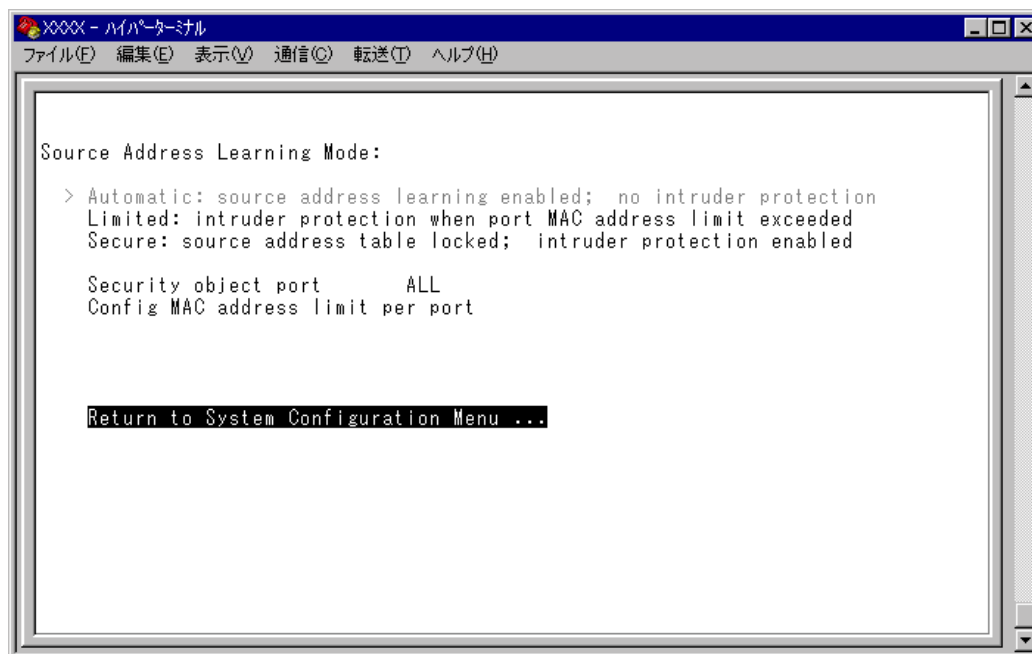 XXXX - ハイパーターミナル
ファイル(F) 編集(E) 表示(V) 通信(C) 転送(T) ヘルプ(H)
Source Address Learning Mode:
> Automatic: source address learning enabled; no intruder protection
Limited: intruder protection when port MAC address limit exceeded
Secure: source address table locked; intruder protection enabled
Security object port ALL
Config MAC address limit per port
Return to System Configuration Menu ...